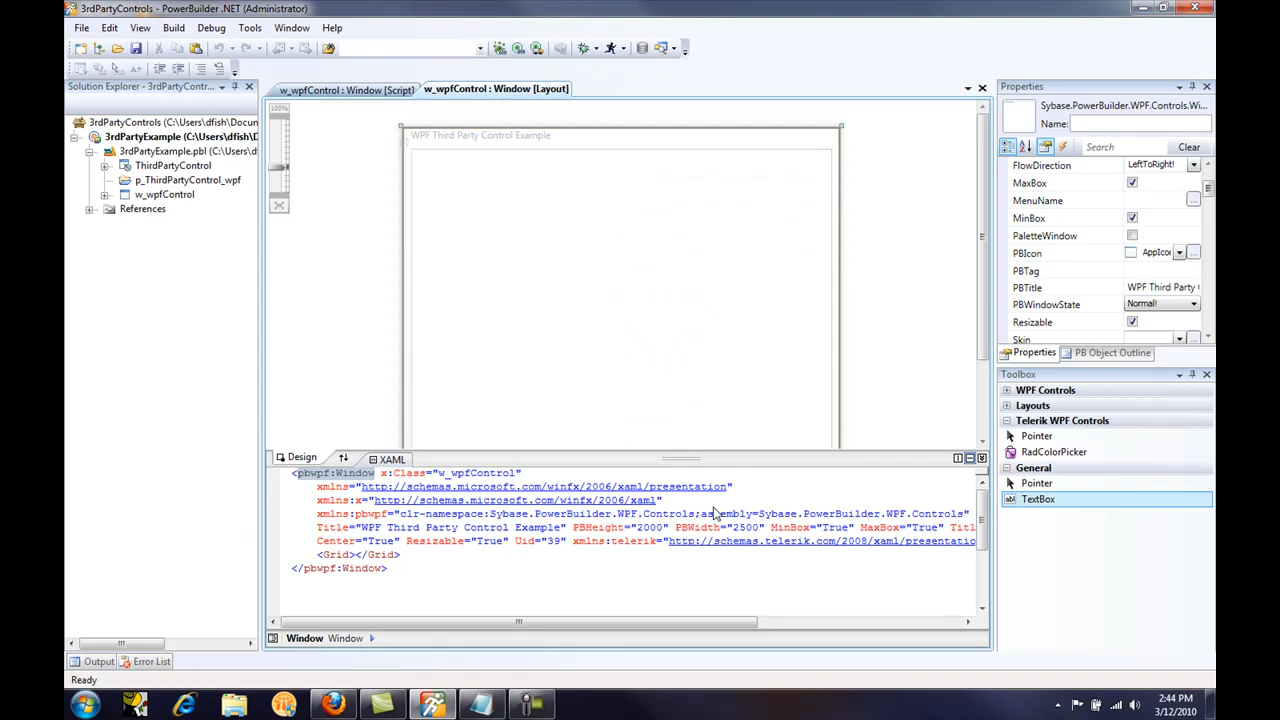 3rdPartyControls - PowerBuilder .NET (Administrator)
File Edit View Build Debug Tools Window Help
Solution Explorer - 3rdPartyContr...
3rdPartyControls (C:\Users\dfish\Docum
3rdPartyExample (C:\Users\dfish\
3rdPartyExample.pbl (C:\Users\d
ThirdPartyControl
p_ThirdPartyControl_wpf
w_wpfControl
References
w_wpfControl : Window [Script]
w_wpfControl : Window [Layout]
100%
WPF Third Party Control Example
Design
XAML
<pbwpf:Window x:Class="w_wpfControl"
xmlns="http://schemas.microsoft.com/winfx/2006/xaml/presentation"
xmlns:x="http://schemas.microsoft.com/winfx/2006/xaml"
xmlns:pbwpf="clr-namespace:Sybase.PowerBuilder.WPF.Controls;assembly=Sybase.PowerBuilder.WPF.Controls"
Title="WPF Third Party Control Example" PBHeight="2000" PBWidth="2500" MinBox="True" MaxBox="True" Titl
Center="True" Resizable="True" Uid="39" xmlns:telerik="http://schemas.telerik.com/2008/xaml/presentatio
<Grid></Grid>
</pbwpf:Window>
Window Window
Properties
Sybase.PowerBuilder.WPF.Controls.Wi...
Name:
Search Clear
FlowDirection LeftToRight!
MaxBox
MenuName ...
MinBox
PaletteWindow
PBIcon AppIco ...
PBTag
PBTitle WPF Third Party (
PBWindowState Normal!
Resizable
Skin ...
Properties PB Object Outline
Toolbox
WPF Controls
Layouts
Telerik WPF Controls
Pointer
RadColorPicker
General
Pointer
TextBox
Output Error List
Ready
2:44 PM
3/12/2010